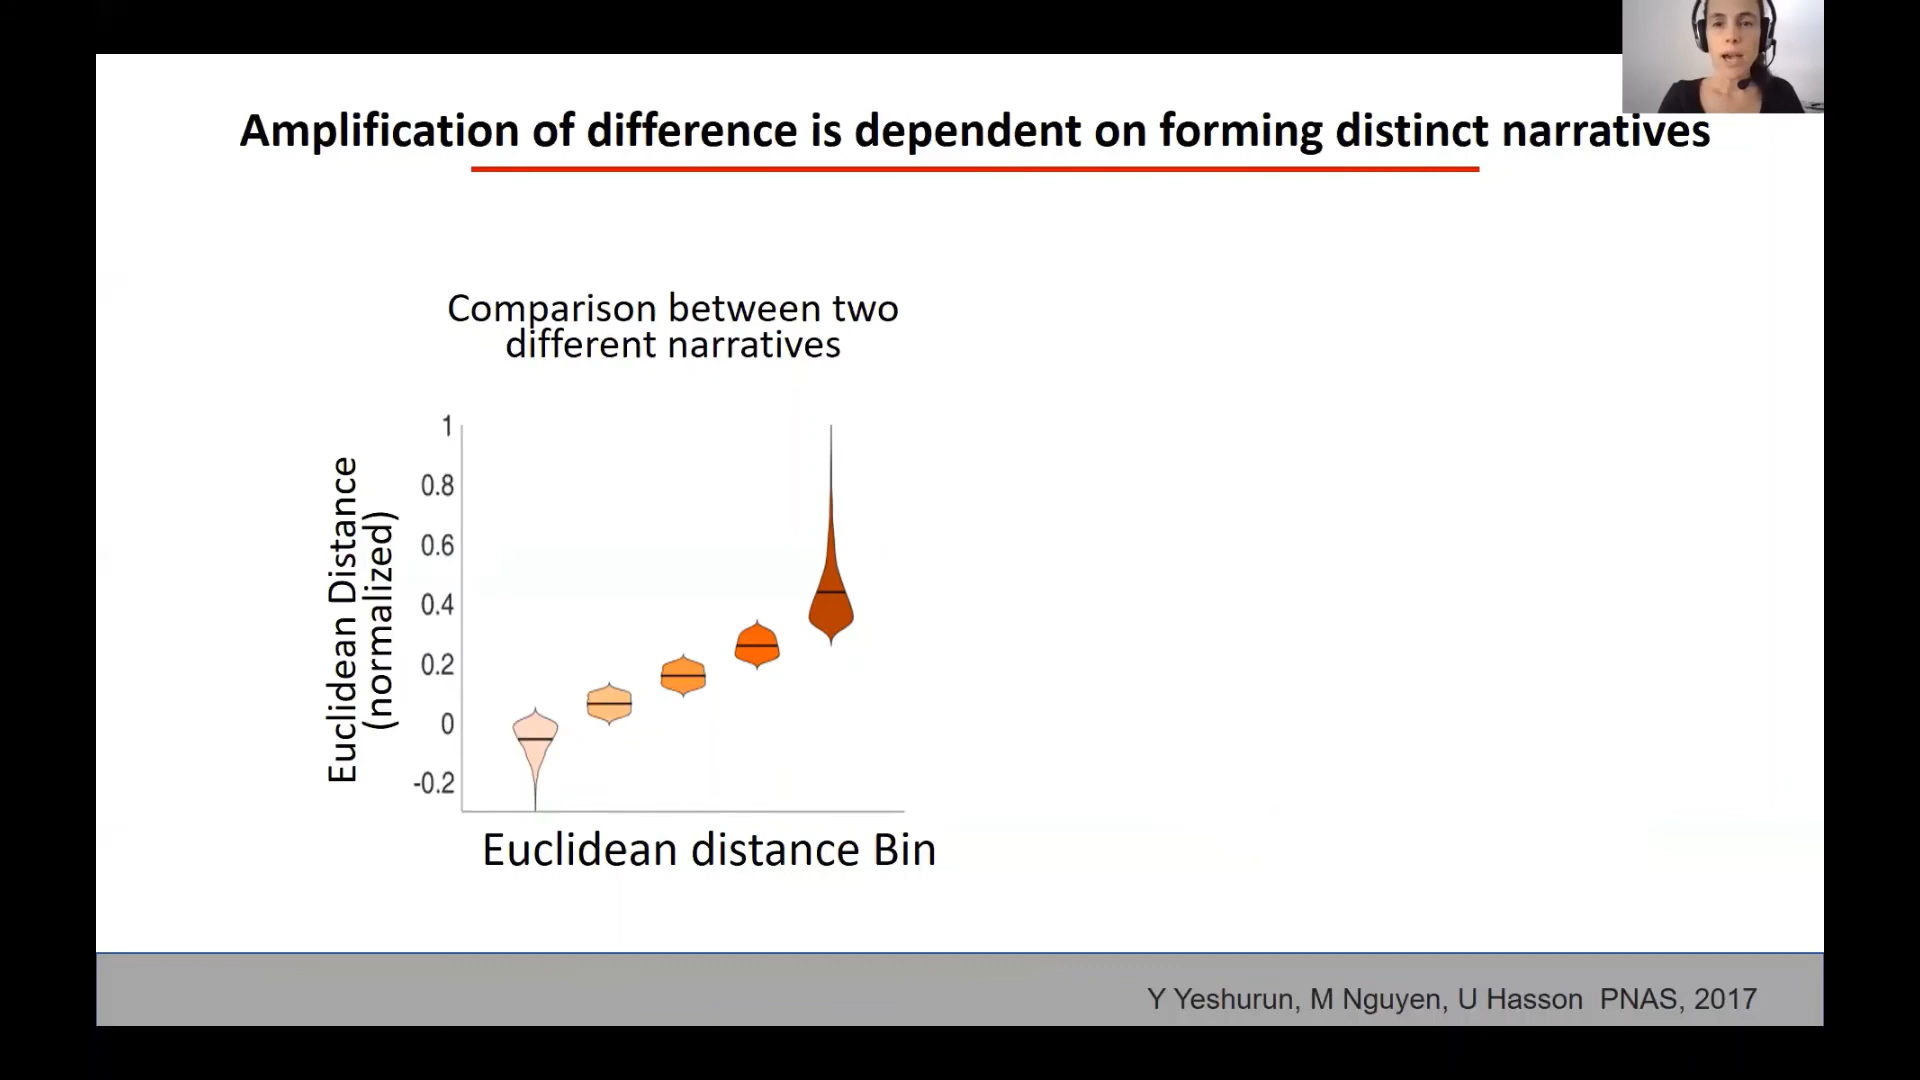 Amplification of difference is dependent on forming distinct narratives
Comparison between two
different narratives
Euclidean Distance
(normalized)
1
0.8
0.6
0.4
0.2
0
-0.2
Euclidean distance Bin
Y Yeshurun, M Nguyen, U Hasson PNAS, 2017